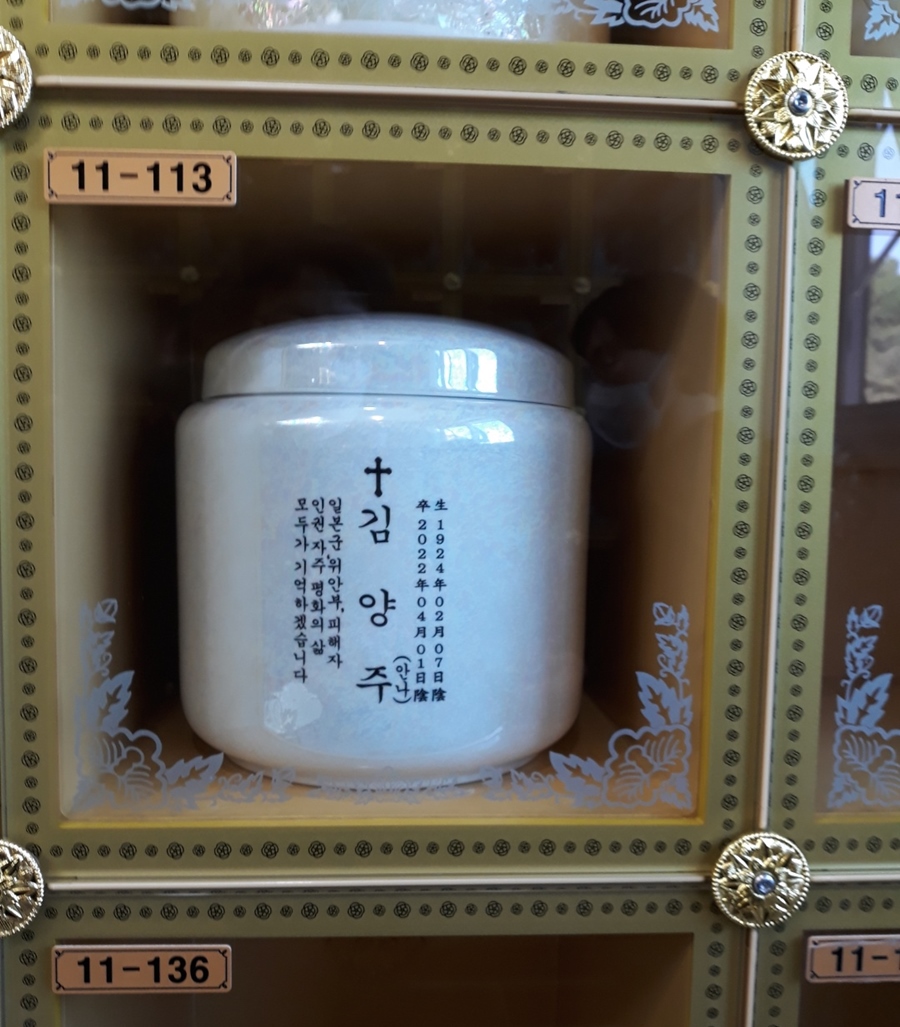 11-113
生1924年02月07日陰
卒2022年04月01日陰
김양주
(안나)
일본군'위안부'피해자
인권 자주 평화의 삶
모두가 기억하겠습니다
11-136